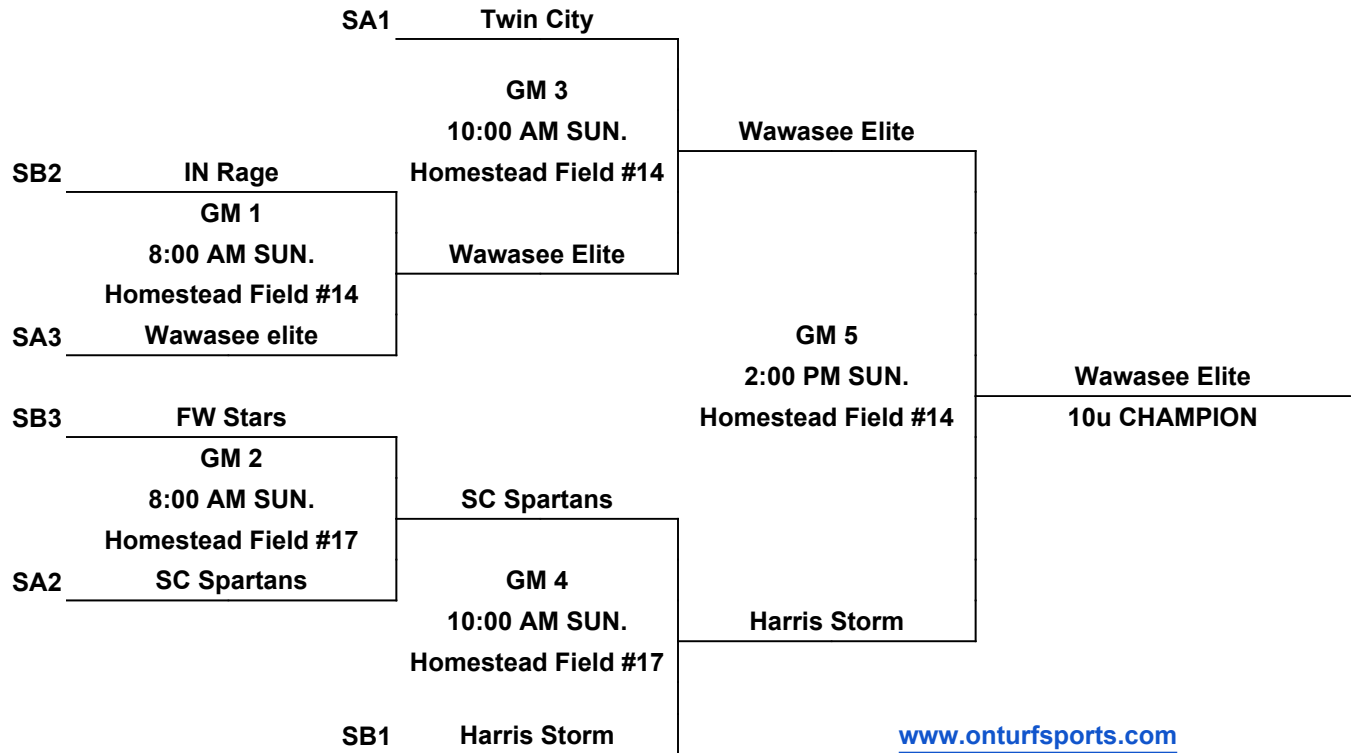 SA1 Twin City
GM 3
10:00 AM SUN. Wawasee Elite
SB2 IN Rage Homestead Field #14
GM 1
8:00 AM SUN. Wawasee Elite
Homestead Field #14
SA3 Wawasee elite GM 5
2:00 PM SUN. Wawasee Elite
SB3 FW Stars Homestead Field #14 10u CHAMPION
GM 2
8:00 AM SUN. SC Spartans
Homestead Field #17
SA2 SC Spartans GM 4
10:00 AM SUN. Harris Storm
Homestead Field #17
SB1 Harris Storm www.onturfsports.com